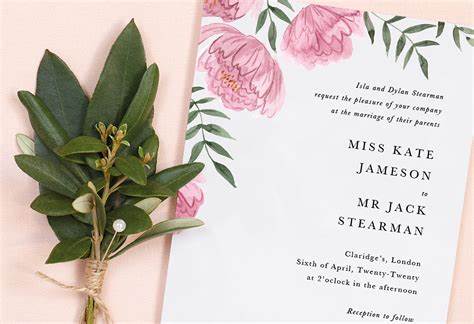 Isla and Dylan Stearman
request the pleasure of your company
at the marriage of their parents
MISS KATE
JAMESON
to
MR JACK
STEARMAN
Claridge's, London
Sixth of April, Twenty-Twenty
at 2'oclock in the afternoon
Reception to follow